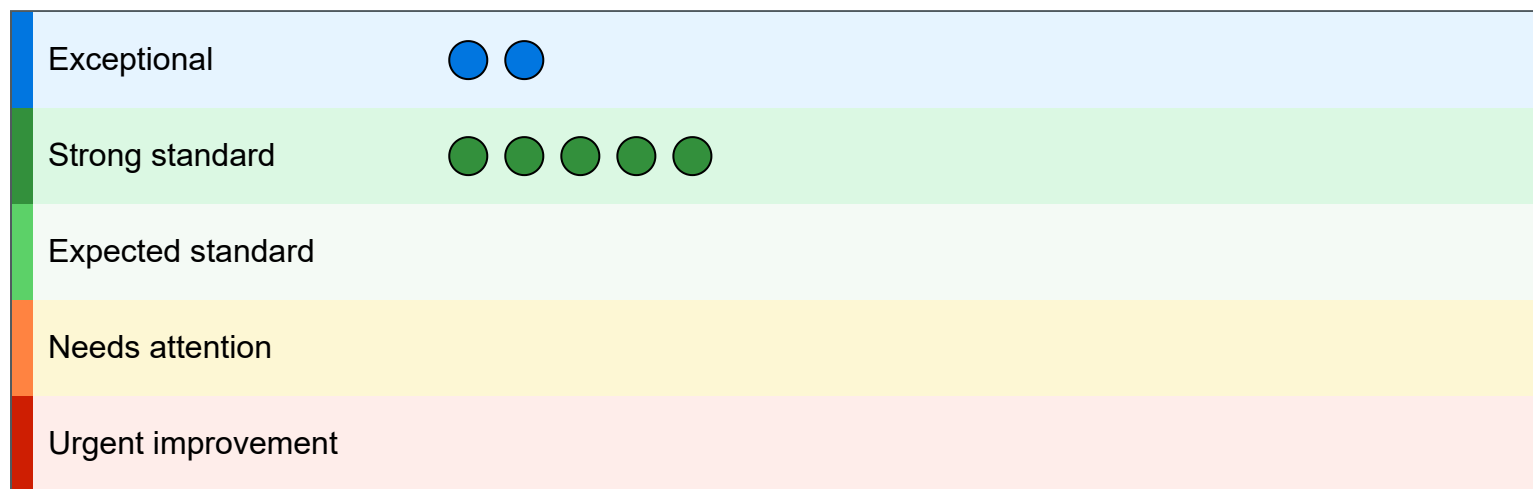 Exceptional
Strong standard
Expected standard
Needs attention
Urgent improvement